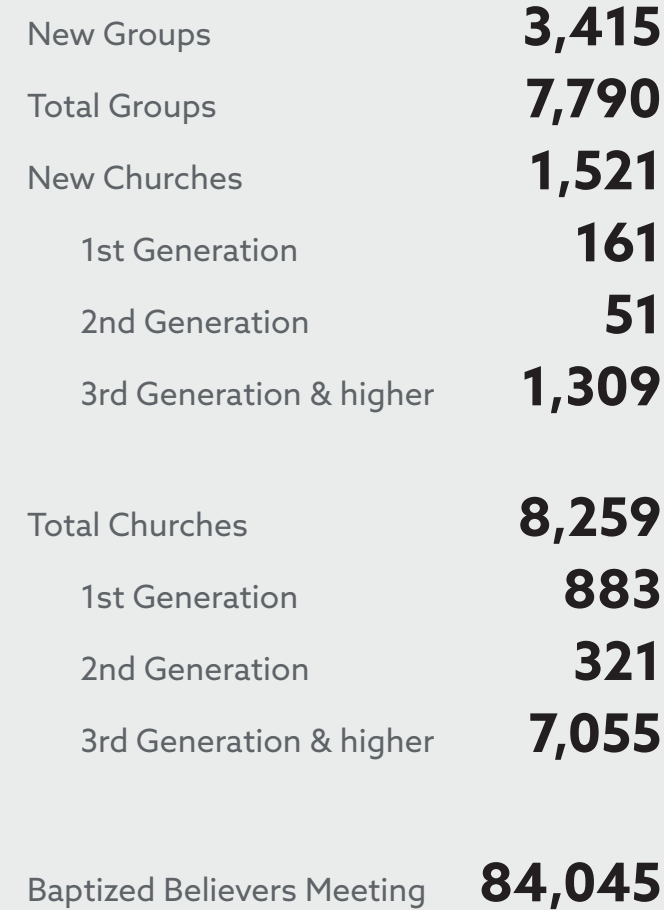 New Groups 3,415
Total Groups 7,790
New Churches 1,521
1st Generation 161
2nd Generation 51
3rd Generation & higher 1,309
Total Churches 8,259
1st Generation 883
2nd Generation 321
3rd Generation & higher 7,055
Baptized Believers Meeting 84,045